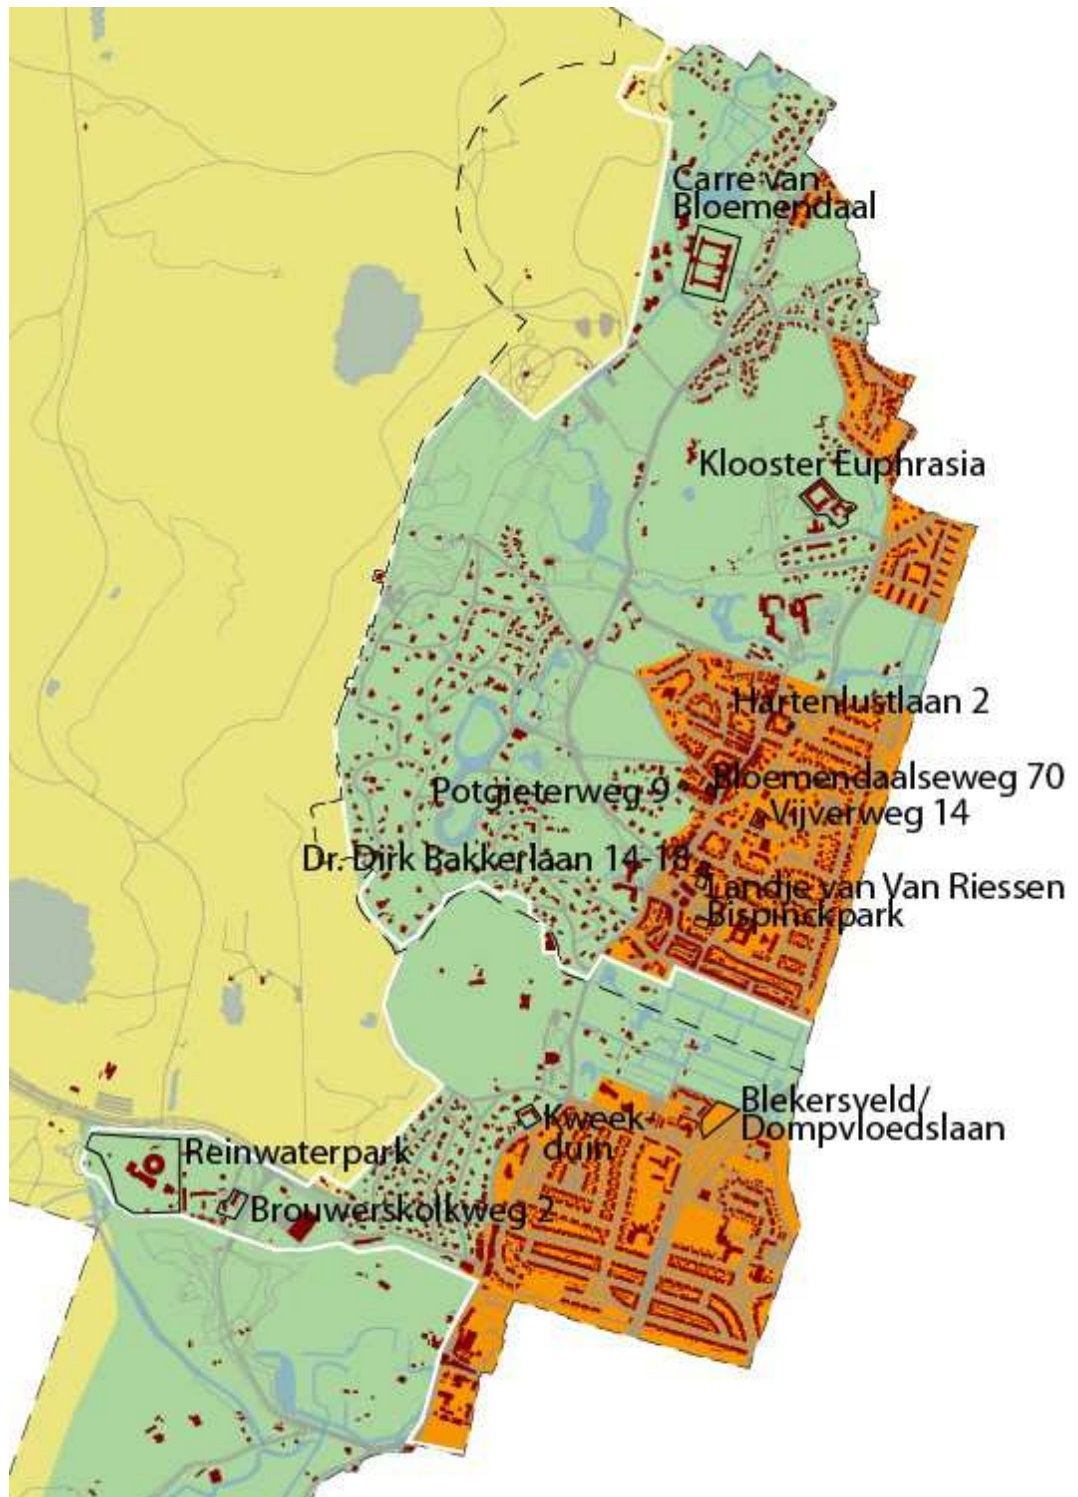 Carre van
Bloemendaal
Klooster Euphrasia
Hartenlustlaan 2
Bloemendaalseweg 70
Potgieterweg 9
Vijverweg 14
Dr. Dirk Bakkerlaan 14-18
Landje van Van Riessen
Bispinckpark
Blekersveld/
Dompvloedslaan
Kweek-
duin
Reinwaterpark
Brouwerskolkweg 2